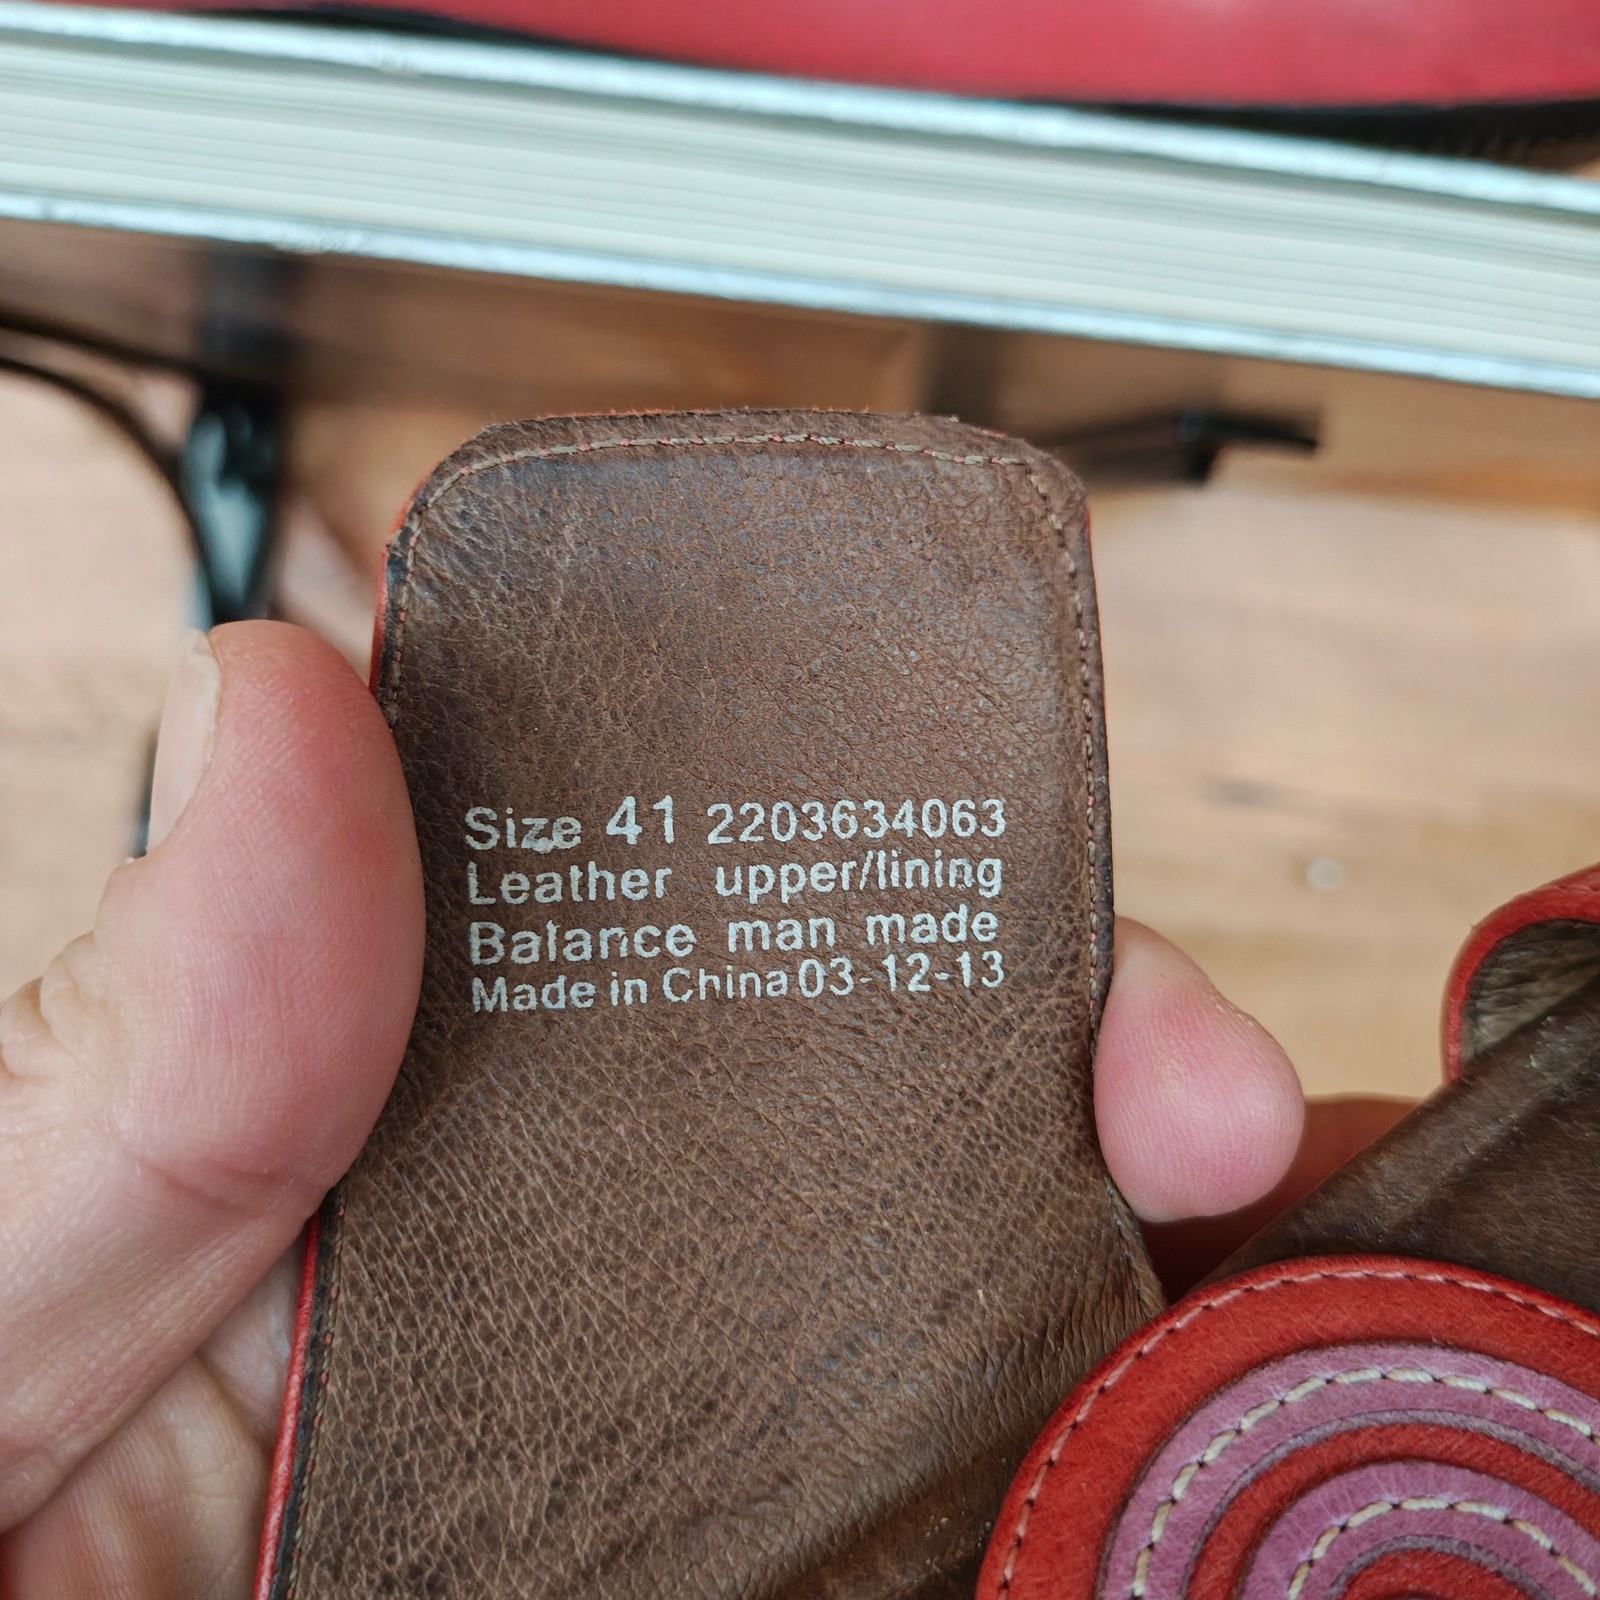 Size 41 2203634063
Leather upper/lining
Balance man made
Made in China 03-12-13